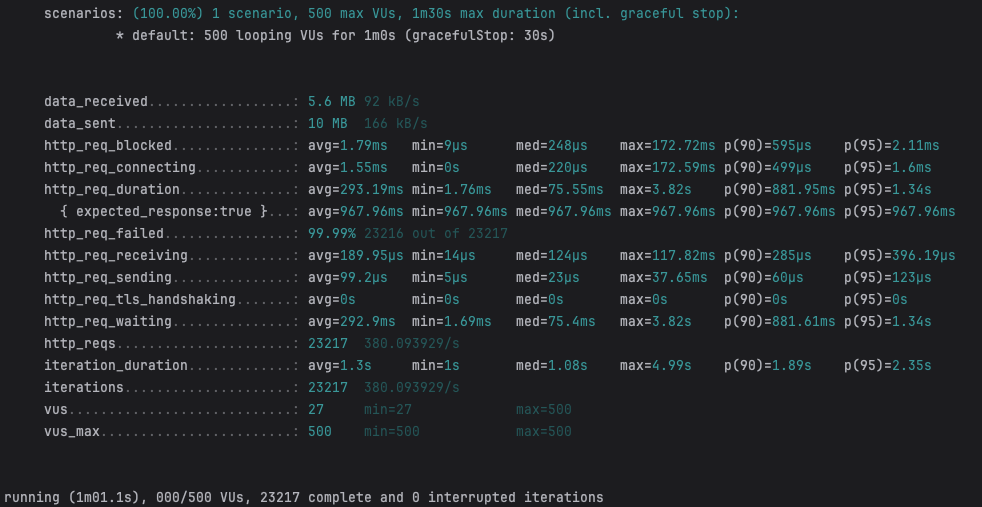 scenarios: (100.00%) 1 scenario, 500 max VUs, 1m30s max duration (incl. graceful stop):
* default: 500 looping VUs for 1m0s (gracefulStop: 30s)
data_received..................: 5.6 MB 92 kB/s
data_sent......................: 10 MB 166 kB/s
http_req_blocked...............: avg=1.79ms min=9µs med=248µs max=172.72ms p(90)=595µs p(95)=2.11ms
http_req_connecting............: avg=1.55ms min=0s med=220µs max=172.59ms p(90)=499µs p(95)=1.6ms
http_req_duration..............: avg=293.19ms min=1.76ms med=75.55ms max=3.82s p(90)=881.95ms p(95)=1.34s
{ expected_response:true }...: avg=967.96ms min=967.96ms med=967.96ms max=967.96ms p(90)=967.96ms p(95)=967.96ms
http_req_failed................: 99.99% 23216 out of 23217
http_req_receiving.............: avg=189.95µs min=14µs med=124µs max=117.82ms p(90)=285µs p(95)=396.19µs
http_req_sending...............: avg=99.2µs min=5µs med=23µs max=37.65ms p(90)=60µs p(95)=123µs
http_req_tls_handshaking.......: avg=0s min=0s med=0s max=0s p(90)=0s p(95)=0s
http_req_waiting...............: avg=292.9ms min=1.69ms med=75.4ms max=3.82s p(90)=881.61ms p(95)=1.34s
http_reqs......................: 23217 380.093929/s
iteration_duration.............: avg=1.3s min=1s med=1.08s max=4.99s p(90)=1.89s p(95)=2.35s
iterations.....................: 23217 380.093929/s
vus............................: 27 min=27 max=500
vus_max........................: 500 min=500 max=500
running (1m01.1s), 000/500 VUs, 23217 complete and 0 interrupted iterations